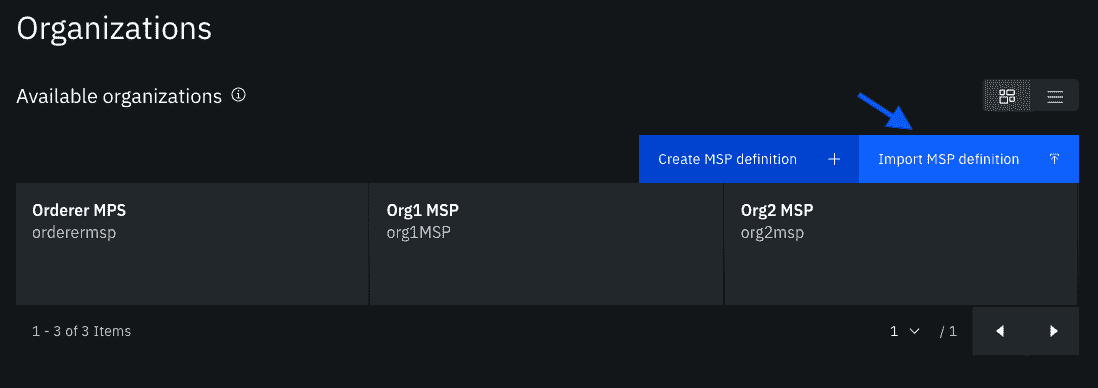 Organizations
Available organizations
Create MSP definition
Import MSP definition
Orderer MPS
orderermsp
Org1 MSP
org1MSP
Org2 MSP
org2msp
1 - 3 of 3 Items
1
/ 1